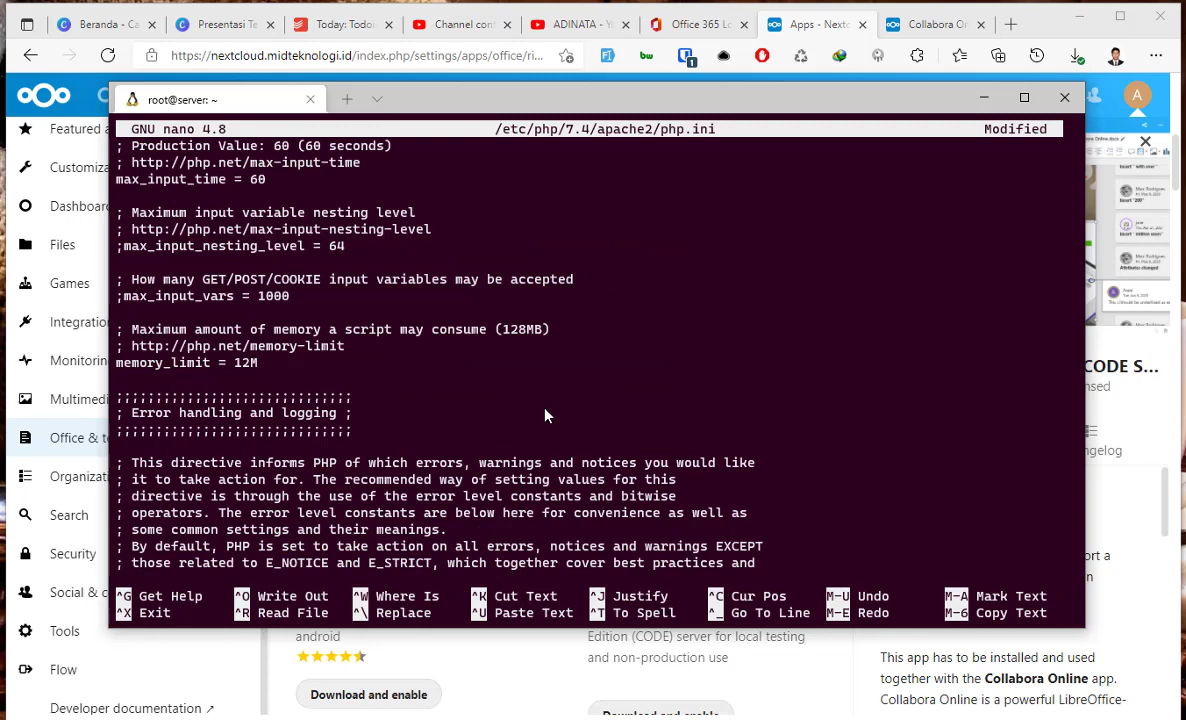 Beranda - Ca
Presentasi Te
Today: Todoi
Channel cont
ADINATA - Yo
Office 365 Lo
Apps - Nextc
Collabora On
https://nextcloud.midteknologi.id/index.php/settings/apps/office/ri...
1
A
root@server: ~
GNU nano 4.8 /etc/php/7.4/apache2/php.ini Modified
; Production Value: 60 (60 seconds)
; http://php.net/max-input-time
max_input_time = 60
; Maximum input variable nesting level
; http://php.net/max-input-nesting-level
;max_input_nesting_level = 64
; How many GET/POST/COOKIE input variables may be accepted
;max_input_vars = 1000
; Maximum amount of memory a script may consume (128MB)
; http://php.net/memory-limit
memory_limit = 12M
;;;;;;;;;;;;;;;;;;;;;;;;;;;;;;
; Error handling and logging ;
;;;;;;;;;;;;;;;;;;;;;;;;;;;;;;
; This directive informs PHP of which errors, warnings and notices you would like
; it to take action for. The recommended way of setting values for this
; directive is through the use of the error level constants and bitwise
; operators. The error level constants are below here for convenience as well as
; some common settings and their meanings.
; By default, PHP is set to take action on all errors, notices and warnings EXCEPT
; those related to E_NOTICE and E_STRICT, which together cover best practices and
^G Get Help ^O Write Out ^W Where Is ^K Cut Text ^J Justify ^C Cur Pos M-U Undo M-A Mark Text
^X Exit ^R Read File ^\ Replace ^U Paste Text ^T To Spell ^_ Go To Line M-E Redo M-6 Copy Text
Featured a
Customiza
Dashboard
Files
Games
Integration
Monitoring
Multimedi
Office & te
Organizati
Search
Security
Social & c
Tools
Flow
Developer documentation ↗
android
Download and enable
Edition (CODE) server for local testing
and non-production use
Download and enable
CODE S...
nsed
ngelog
ort a
n
This app has to be installed and used
together with the Collabora Online app.
Collabora Online is a powerful LibreOffice-